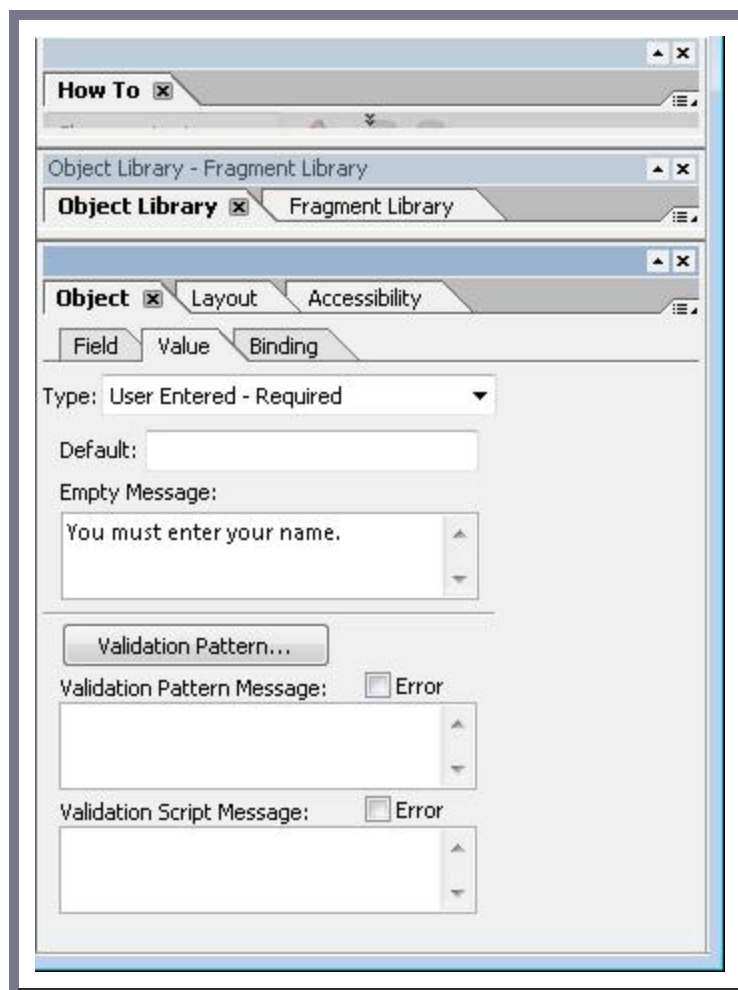 How To
Object Library - Fragment Library
Object Library Fragment Library
Object Layout Accessibility
Field Value Binding
Type: User Entered - Required
Default:
Empty Message:
You must enter your name.
Validation Pattern...
Validation Pattern Message: Error
Validation Script Message: Error